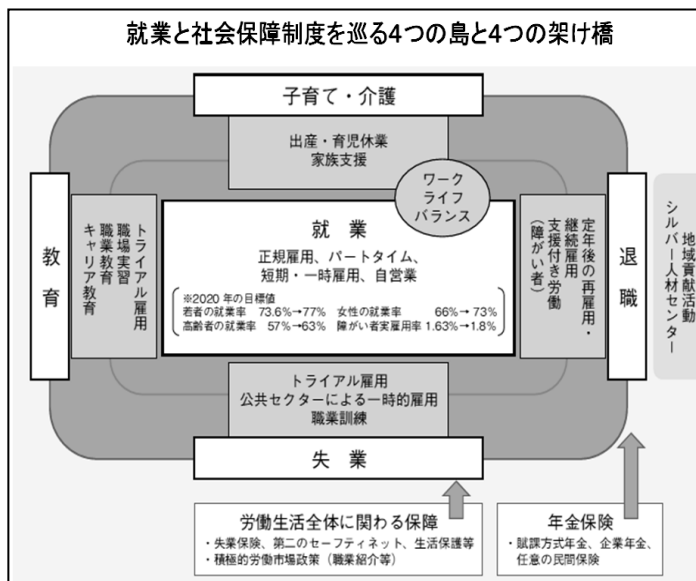 就業と社会保障制度を巡る4つの島と4つの架け橋
子育て・介護
出産・育児休業
家族支援
ワーク
ライフ
バランス
教育
トライアル雇用
職場実習
職業教育
キャリア教育
就 業
正規雇用、パートタイム、
短期・一時雇用、自営業
※2020 年の目標値
若者の就業率 73.6%→77% 女性の就業率 66%→73%
高齢者の就業率 57%→63% 障がい者実雇用率 1.63%→1.8%
定年後の再雇用・
継続雇用
支援付き労働
(障がい者)
退職
地域貢献活動
シルバー人材センター
トライアル雇用
公共セクターによる一時的雇用
職業訓練
失 業
労働生活全体に関わる保障
・失業保険、第二のセーフティネット、生活保護等
・積極的労働市場政策(職業紹介等)
年金保険
・賦課方式年金、企業年金、
任意の民間保険